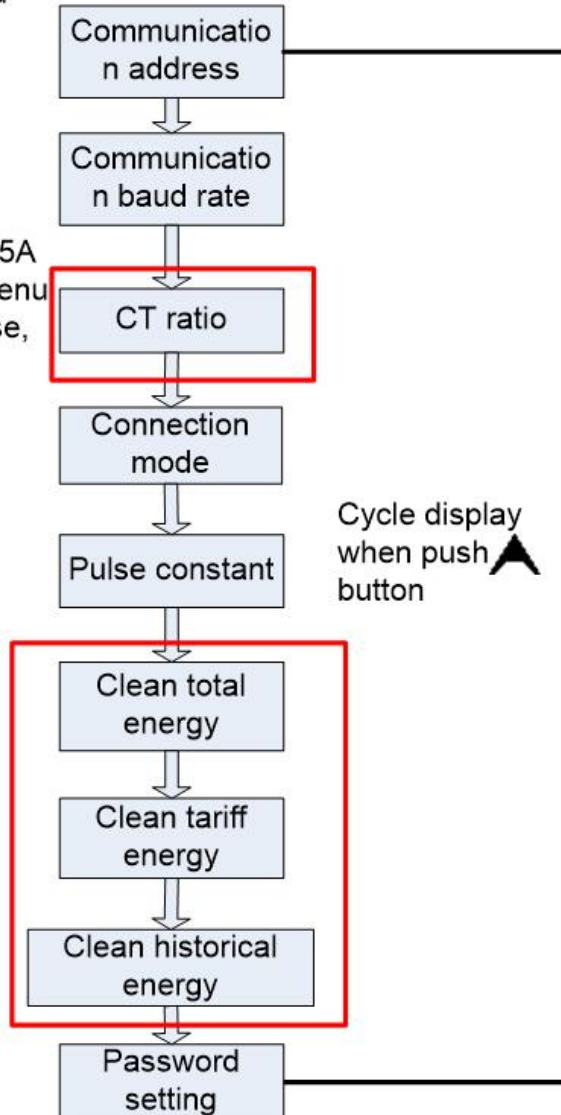 Communicatio
n address
Communicatio
n baud rate
5A
enu
se,
CT ratio
Connection
mode
Cycle display
when push
button
Pulse constant
Clean total
energy
Clean tariff
energy
Clean historical
energy
Password
setting